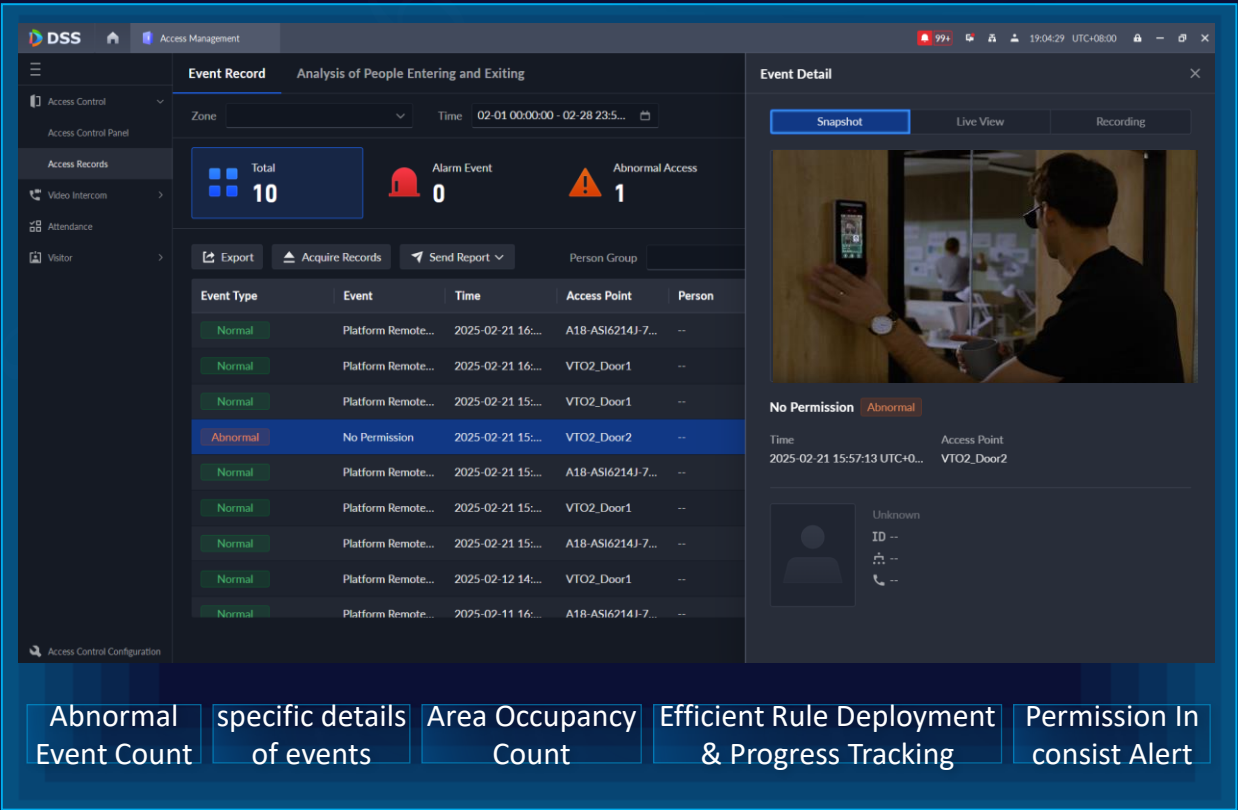 DSS
Access Management
99+
19:04:29 UTC+08:00
Access Control
Access Control Panel
Access Records
Video Intercom
Attendance
Visitor
Access Control Configuration
Event Record
Analysis of People Entering and Exiting
Zone
Time 02-01 00:00:00 - 02-28 23:5...
Total
10
Alarm Event
0
Abnormal Access
1
Export
Acquire Records
Send Report
Person Group
Event Type Event Time Access Point Person
Normal Platform Remote... 2025-02-21 16:... A18-ASI6214J-7... --
Normal Platform Remote... 2025-02-21 16:... VTO2_Door1 --
Normal Platform Remote... 2025-02-21 15:... VTO2_Door1 --
Abnormal No Permission 2025-02-21 15:... VTO2_Door2 --
Normal Platform Remote... 2025-02-21 15:... A18-ASI6214J-7... --
Normal Platform Remote... 2025-02-21 15:... VTO2_Door1 --
Normal Platform Remote... 2025-02-21 15:... A18-ASI6214J-7... --
Normal Platform Remote... 2025-02-12 14:... VTO2_Door1 --
Normal Platform Remote... 2025-02-11 16:... A18-ASI6214J-7... --
Event Detail
Snapshot
Live View
Recording
No Permission Abnormal
Time
2025-02-21 15:57:13 UTC+0...
Access Point
VTO2_Door2
Unknown
ID --
--
--
Abnormal
Event Count
specific details
of events
Area Occupancy
Count
Efficient Rule Deployment
& Progress Tracking
Permission In
consist Alert